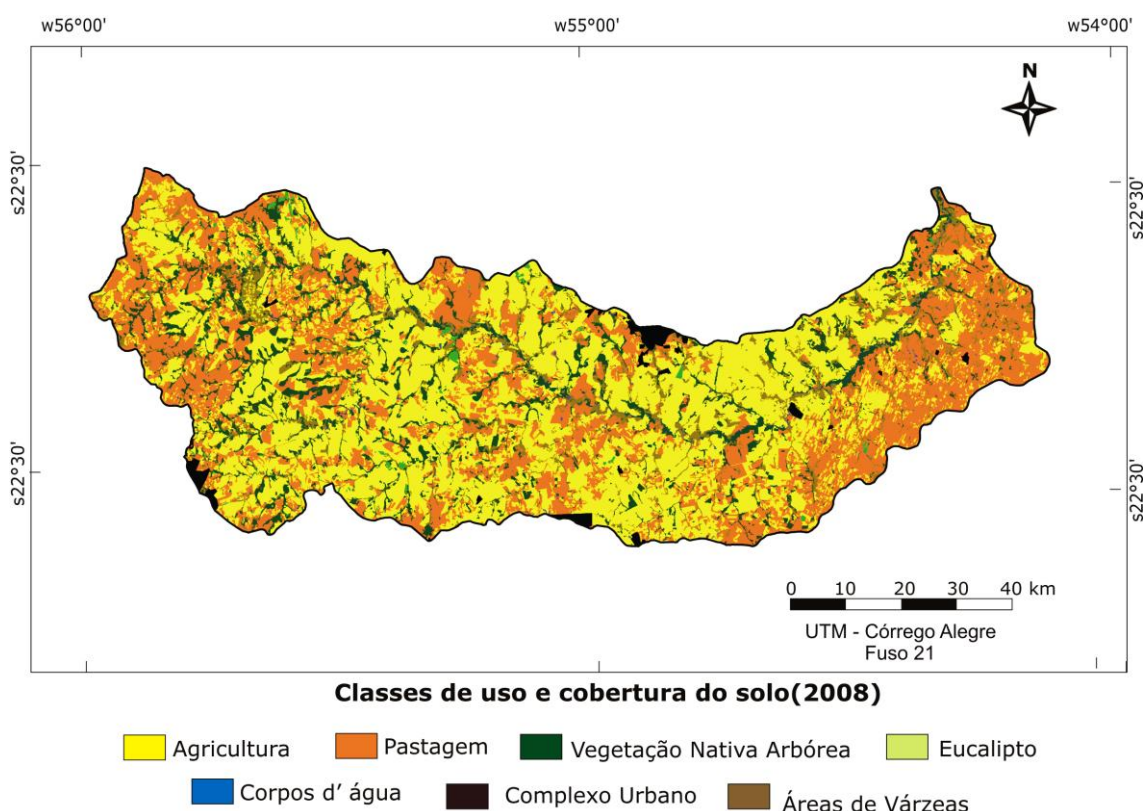 w56°00' w55°00' w54°00'
N
s22°30' s22°30'
s22°30' s22°30'
0 10 20 30 40 km
UTM - Córrego Alegre
Fuso 21
Classes de uso e cobertura do solo(2008)
Agricultura Pastagem Vegetação Nativa Arbórea Eucalipto
Corpos d' água Complexo Urbano Áreas de Várzeas